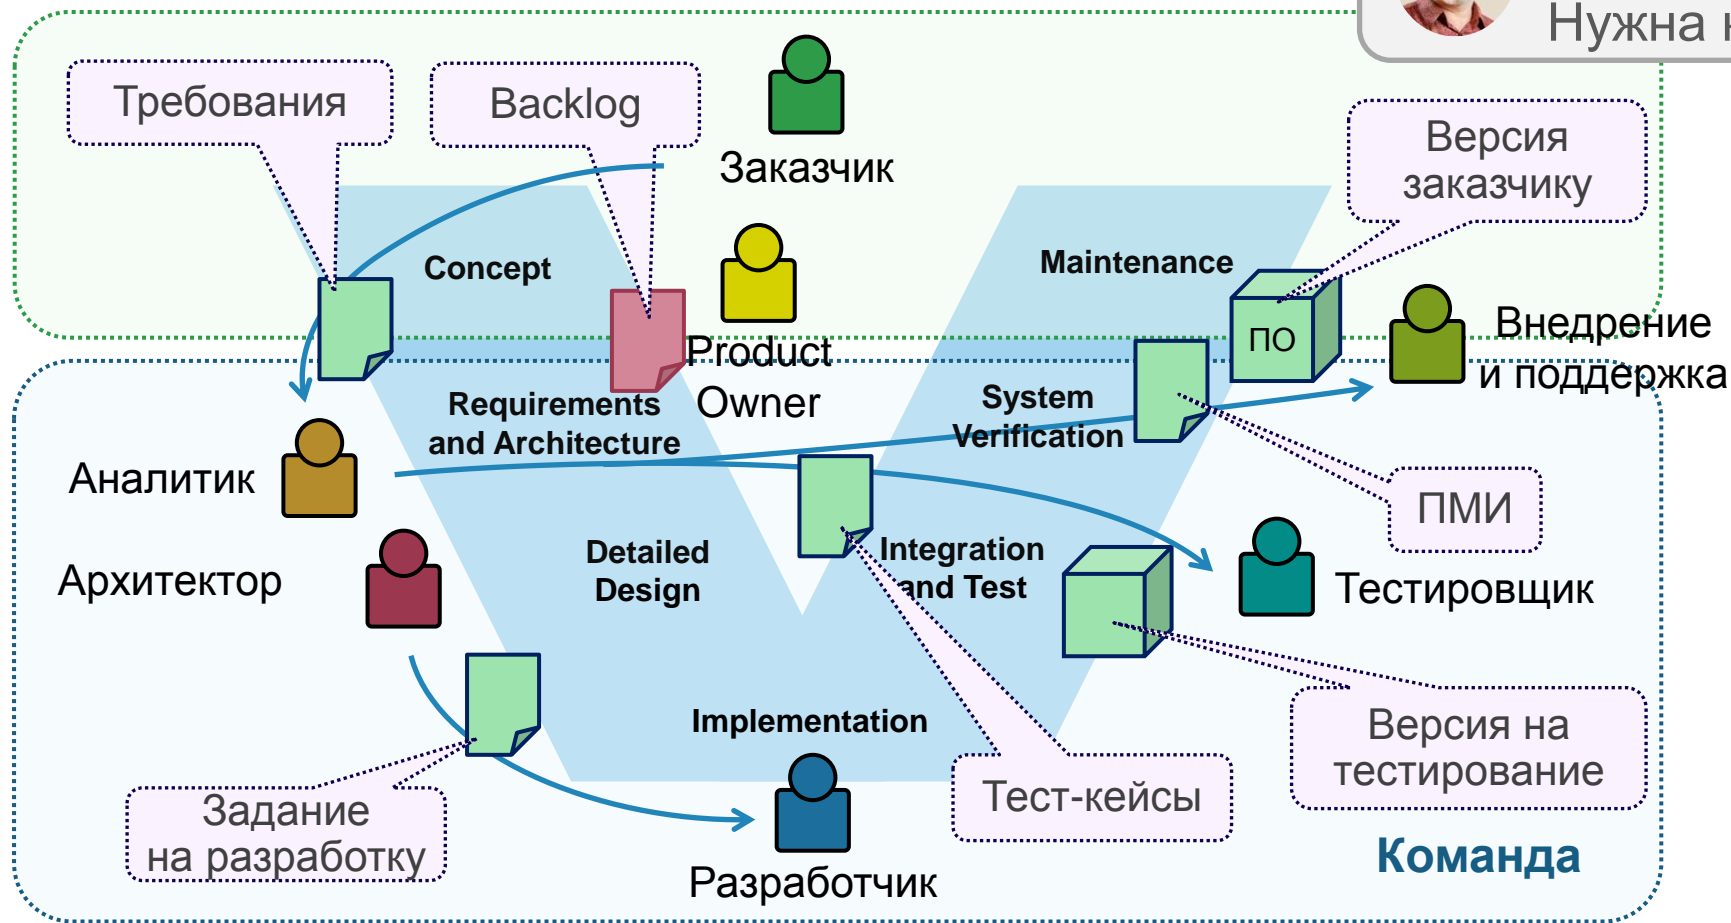 Нужна
Требования
Backlog
Заказчик
Версия
заказчику
Concept
Maintenance
ПО
Внедрение
и поддержка
Product
Owner
Requirements
and Architecture
System
Verification
Аналитик
ПМИ
Архитектор
Detailed
Design
Integration
and Test
Тестировщик
Implementation
Версия на
тестирование
Тест-кейсы
Задание
на разработку
Разработчик
Команда